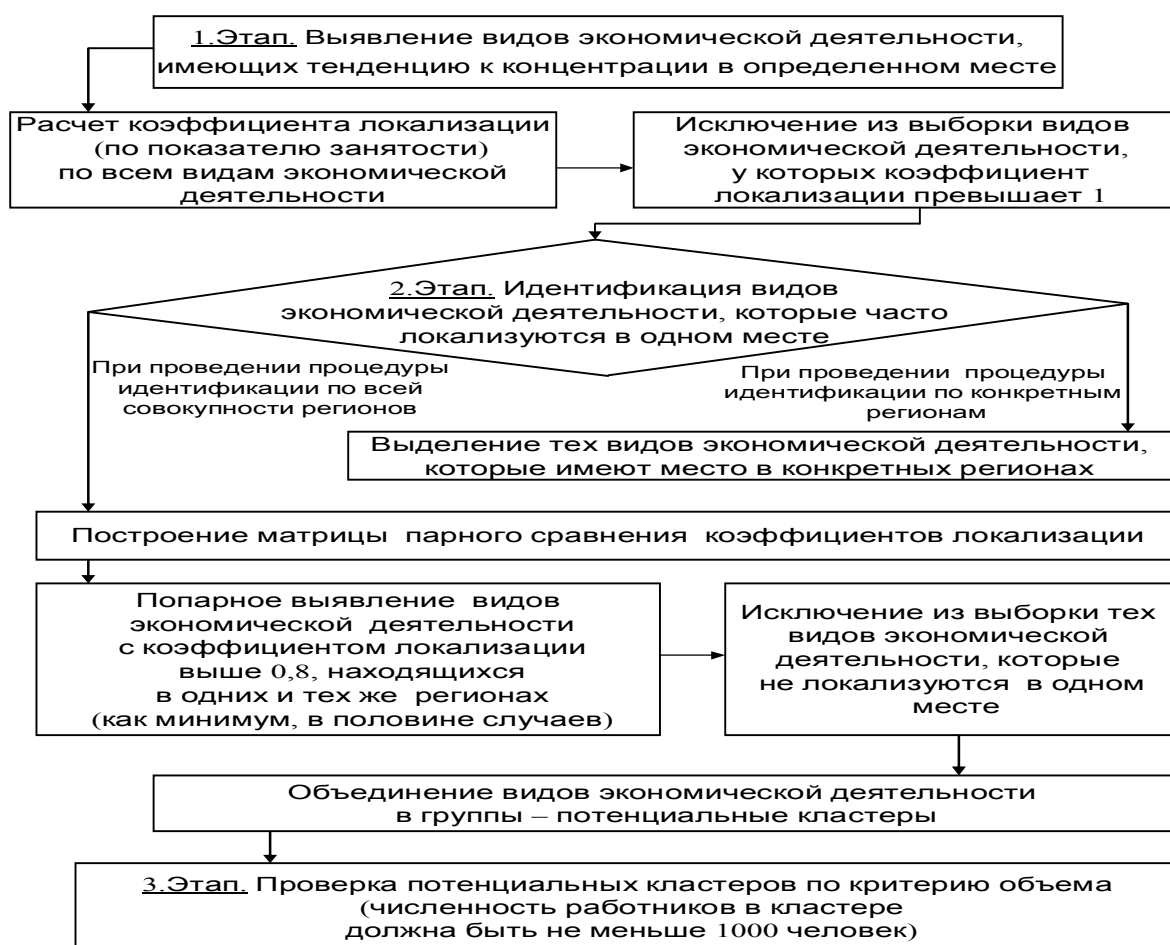 1.Этап. Выявление видов экономической деятельности,
имеющих тенденцию к концентрации в определенном месте
Расчет коэффициента локализации
(по показателю занятости)
по всем видам экономической
деятельности
Исключение из выборки видов
экономической деятельности,
у которых коэффициент
локализации превышает 1
2.Этап. Идентификация видов
экономической деятельности, которые часто
локализуются в одном месте
При проведении процедуры
идентификации по всей
совокупности регионов
При проведении процедуры
идентификации по конкретным
регионам
Выделение тех видов экономической деятельности,
которые имеют место в конкретных регионах
Построение матрицы парного сравнения коэффициентов локализации
Попарное выявление видов
экономической деятельности
с коэффициентом локализации
выше 0,8, находящихся
в одних и тех же регионах
(как минимум, в половине случаев)
Исключение из выборки тех
видов экономической
деятельности, которые
не локализуются в одном
месте
Объединение видов экономической деятельности
в группы – потенциальные кластеры
3.Этап. Проверка потенциальных кластеров по критерию объема
(численность работников в кластере
должна быть не меньше 1000 человек)